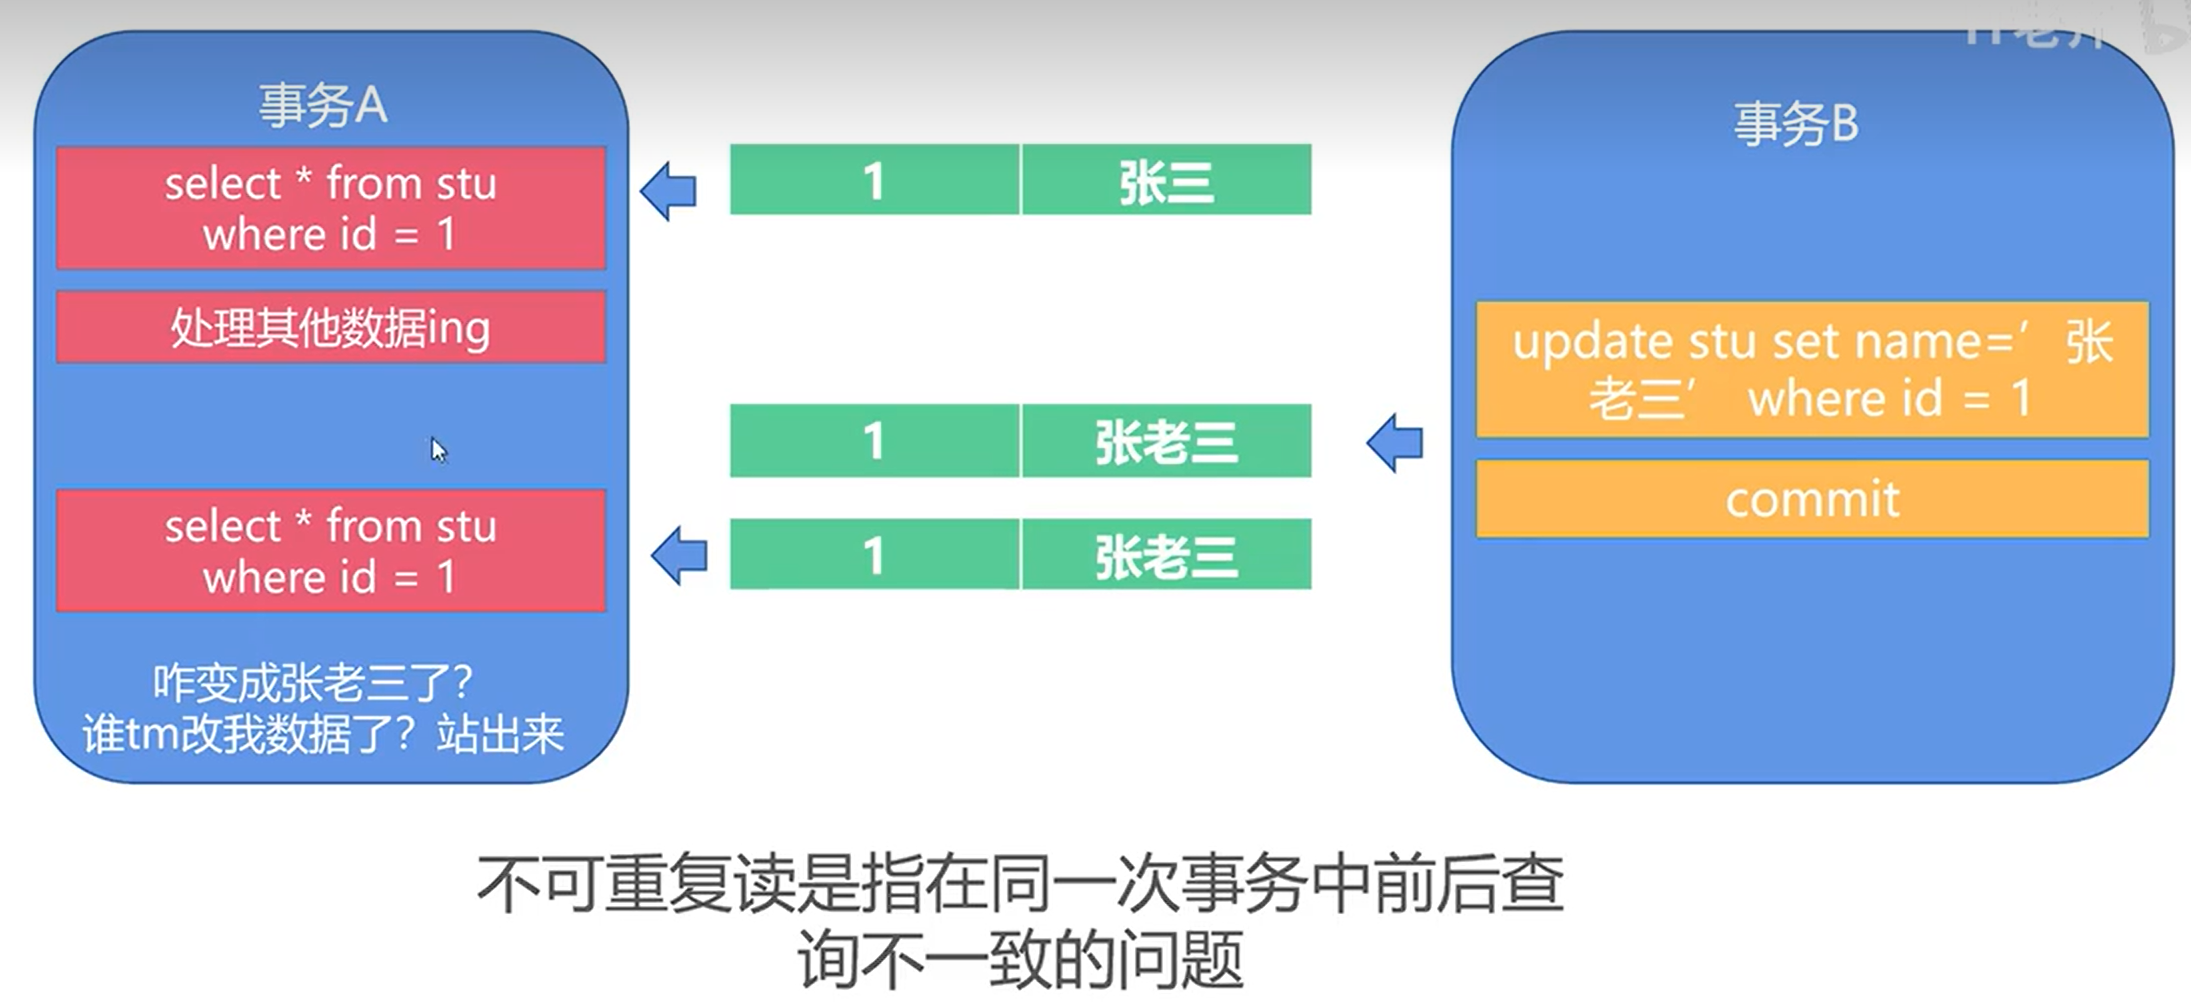 事务A
select * from stu
where id = 1
处理其他数据ing
select * from stu
where id = 1
咋变成张老三了？
谁tm改我数据了？站出来
1 张三
1 张老三
1 张老三
事务B
update stu set name=’张
老三’ where id = 1
commit
不可重复读是指在同一次事务中前后查
询不一致的问题